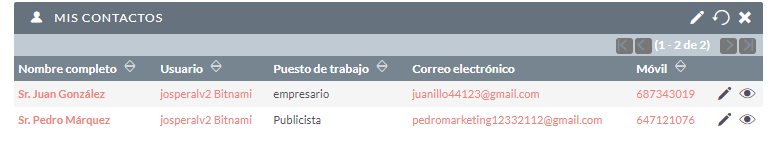 MIS CONTACTOS
(1 - 2 de 2)
Nombre completo Usuario Puesto de trabajo Correo electrónico Móvil
Sr. Juan González josperalv2 Bitnami empresario juanillo44123@gmail.com 687343019
Sr. Pedro Márquez josperalv2 Bitnami Publicista pedromarketing12332112@gmail.com 647121076